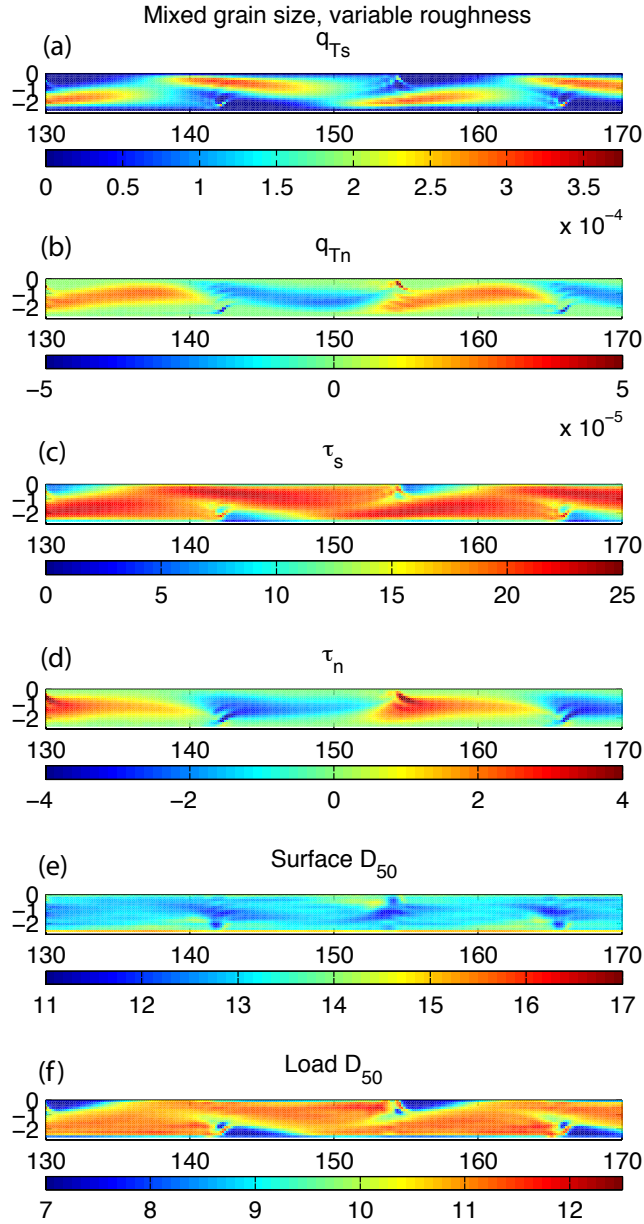 Mixed grain size, variable roughness
(a)
q_Ts
0
−1
−2
130 140 150 160 170
0 0.5 1 1.5 2 2.5 3 3.5
x 10^-4
(b)
q_Tn
0
−1
−2
130 140 150 160 170
−5 0 5
x 10^-5
(c)
τ_s
0
−1
−2
130 140 150 160 170
0 5 10 15 20 25
(d)
τ_n
0
−1
−2
130 140 150 160 170
−4 −2 0 2 4
(e)
Surface D_50
0
−1
−2
130 140 150 160 170
11 12 13 14 15 16 17
(f)
Load D_50
0
−1
−2
130 140 150 160 170
7 8 9 10 11 12